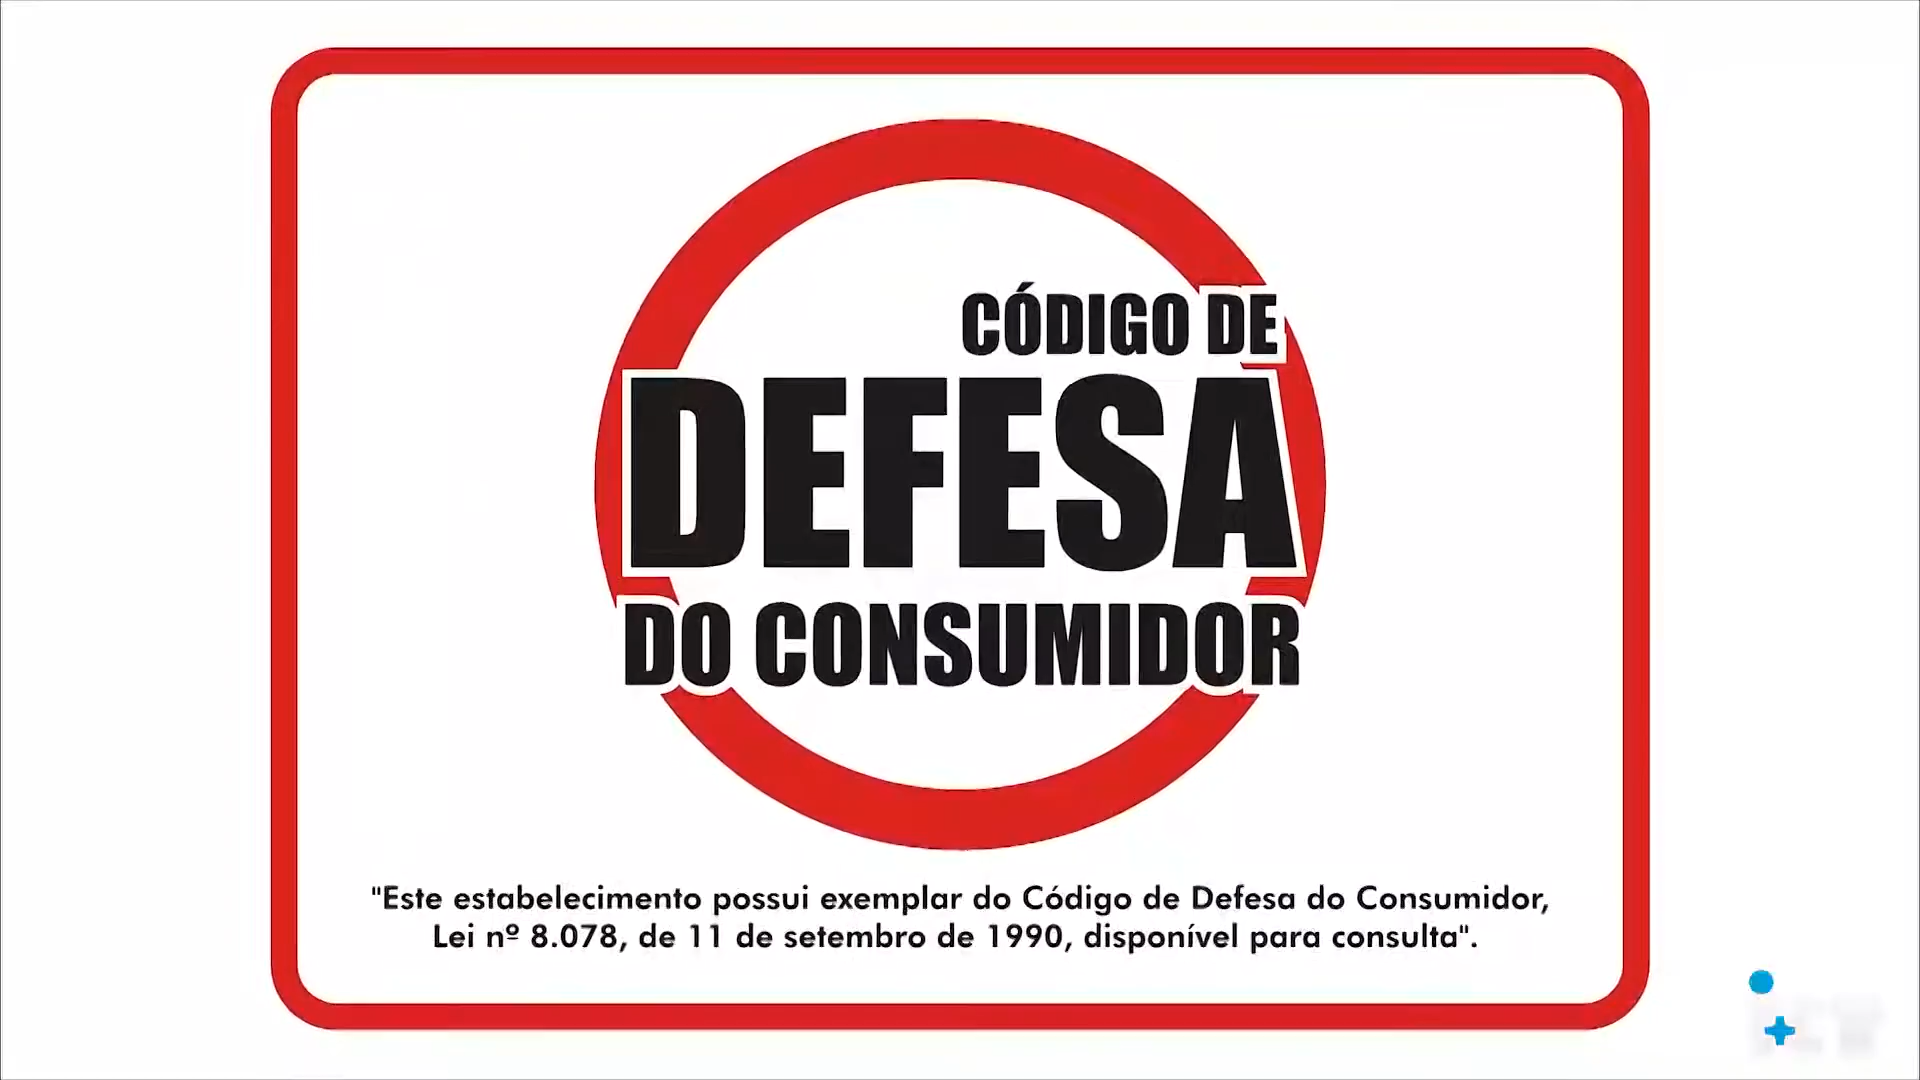 CÓDIGO DE
DEFESA
DO CONSUMIDOR
"Este estabelecimento possui exemplar do Código de Defesa do Consumidor,
Lei nº 8.078, de 11 de setembro de 1990, disponível para consulta".